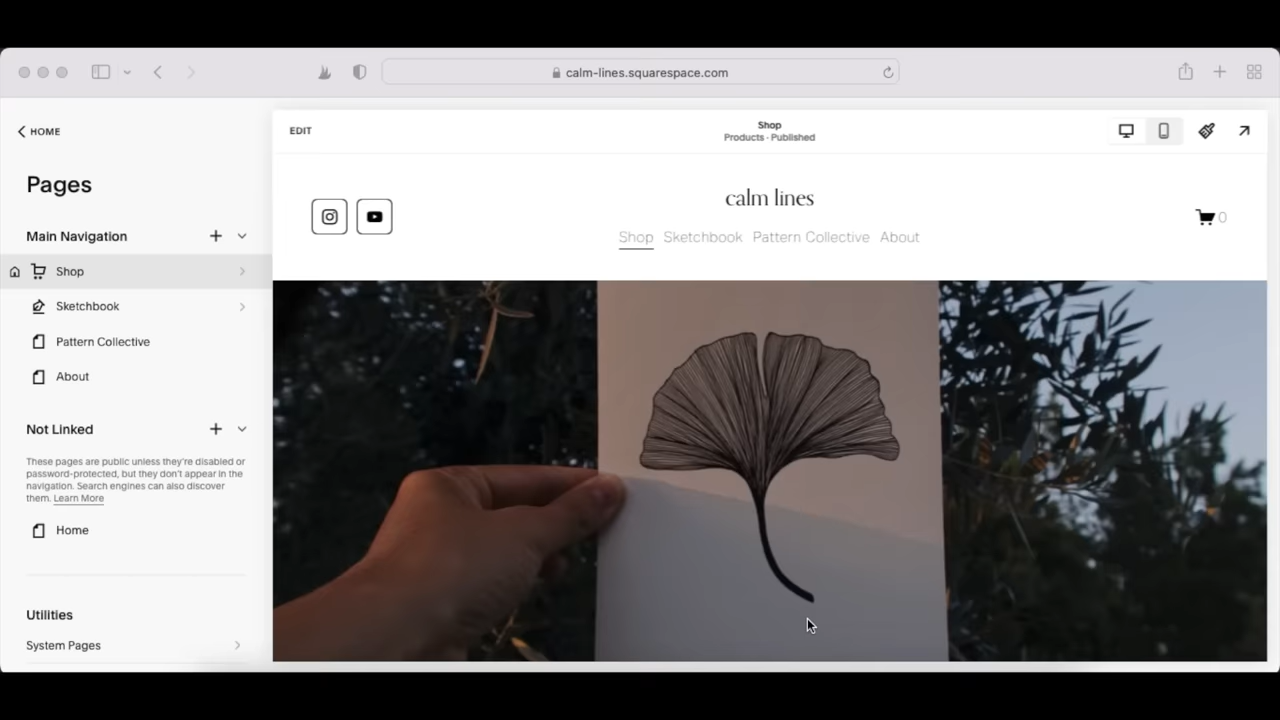 calm-lines.squarespace.com
HOME
Pages
Main Navigation
Shop
Sketchbook
Pattern Collective
About
Not Linked
These pages are public unless they're disabled or
password-protected, but they don't appear in the
navigation. Search engines can also discover
them. Learn More
Home
Utilities
System Pages
EDIT
Shop
Products · Published
calm lines
Shop Sketchbook Pattern Collective About
0